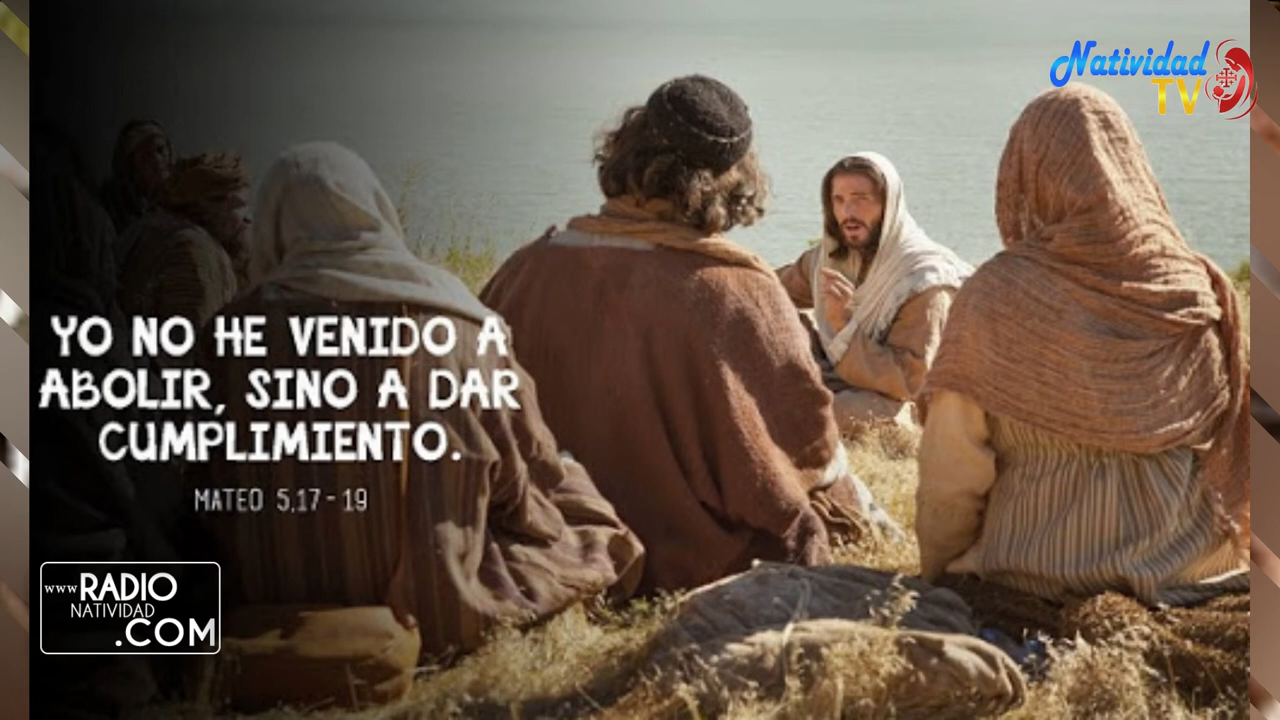 Natividad
TV
YO NO HE VENIDO A
ABOLIR, SINO A DAR
CUMPLIMIENTO.
MATEO 5,17-19
www.RADIO
NATIVIDAD
.COM